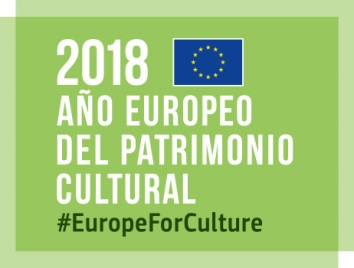 2018
AÑO EUROPEO
DEL PATRIMONIO
CULTURAL
#EuropeForCulture